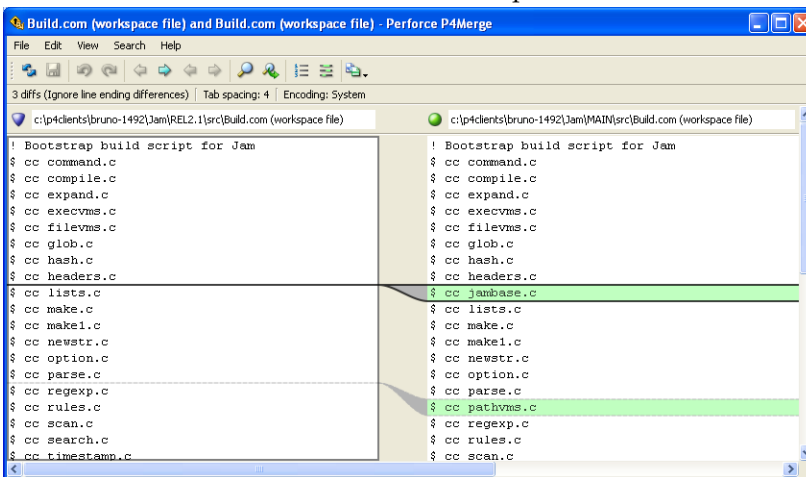 Build.com (workspace file) and Build.com (workspace file) - Perforce P4Merge
File Edit View Search Help
3 diffs (Ignore line ending differences) Tab spacing: 4 Encoding: System
c:\p4clients\bruno-1492\Jam\REL2.1\src\Build.com (workspace file)
! Bootstrap build script for Jam
$ cc command.c
$ cc compile.c
$ cc expand.c
$ cc execvms.c
$ cc filevms.c
$ cc glob.c
$ cc hash.c
$ cc headers.c
$ cc lists.c
$ cc make.c
$ cc make1.c
$ cc newstr.c
$ cc option.c
$ cc parse.c
$ cc regexp.c
$ cc rules.c
$ cc scan.c
$ cc search.c
$ cc timestamp.c
c:\p4clients\bruno-1492\Jam\MAIN\src\Build.com (workspace file)
! Bootstrap build script for Jam
$ cc command.c
$ cc compile.c
$ cc expand.c
$ cc execvms.c
$ cc filevms.c
$ cc glob.c
$ cc hash.c
$ cc headers.c
$ cc jambase.c
$ cc lists.c
$ cc make.c
$ cc make1.c
$ cc newstr.c
$ cc option.c
$ cc parse.c
$ cc pathvms.c
$ cc regexp.c
$ cc rules.c
$ cc scan.c